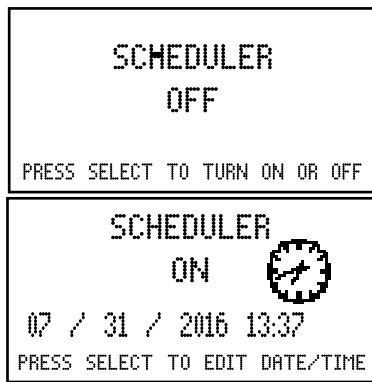 SCHEDULER
OFF
PRESS SELECT TO TURN ON OR OFF
SCHEDULER
ON
07 / 31 / 2016 13:37
PRESS SELECT TO EDIT DATE/TIME